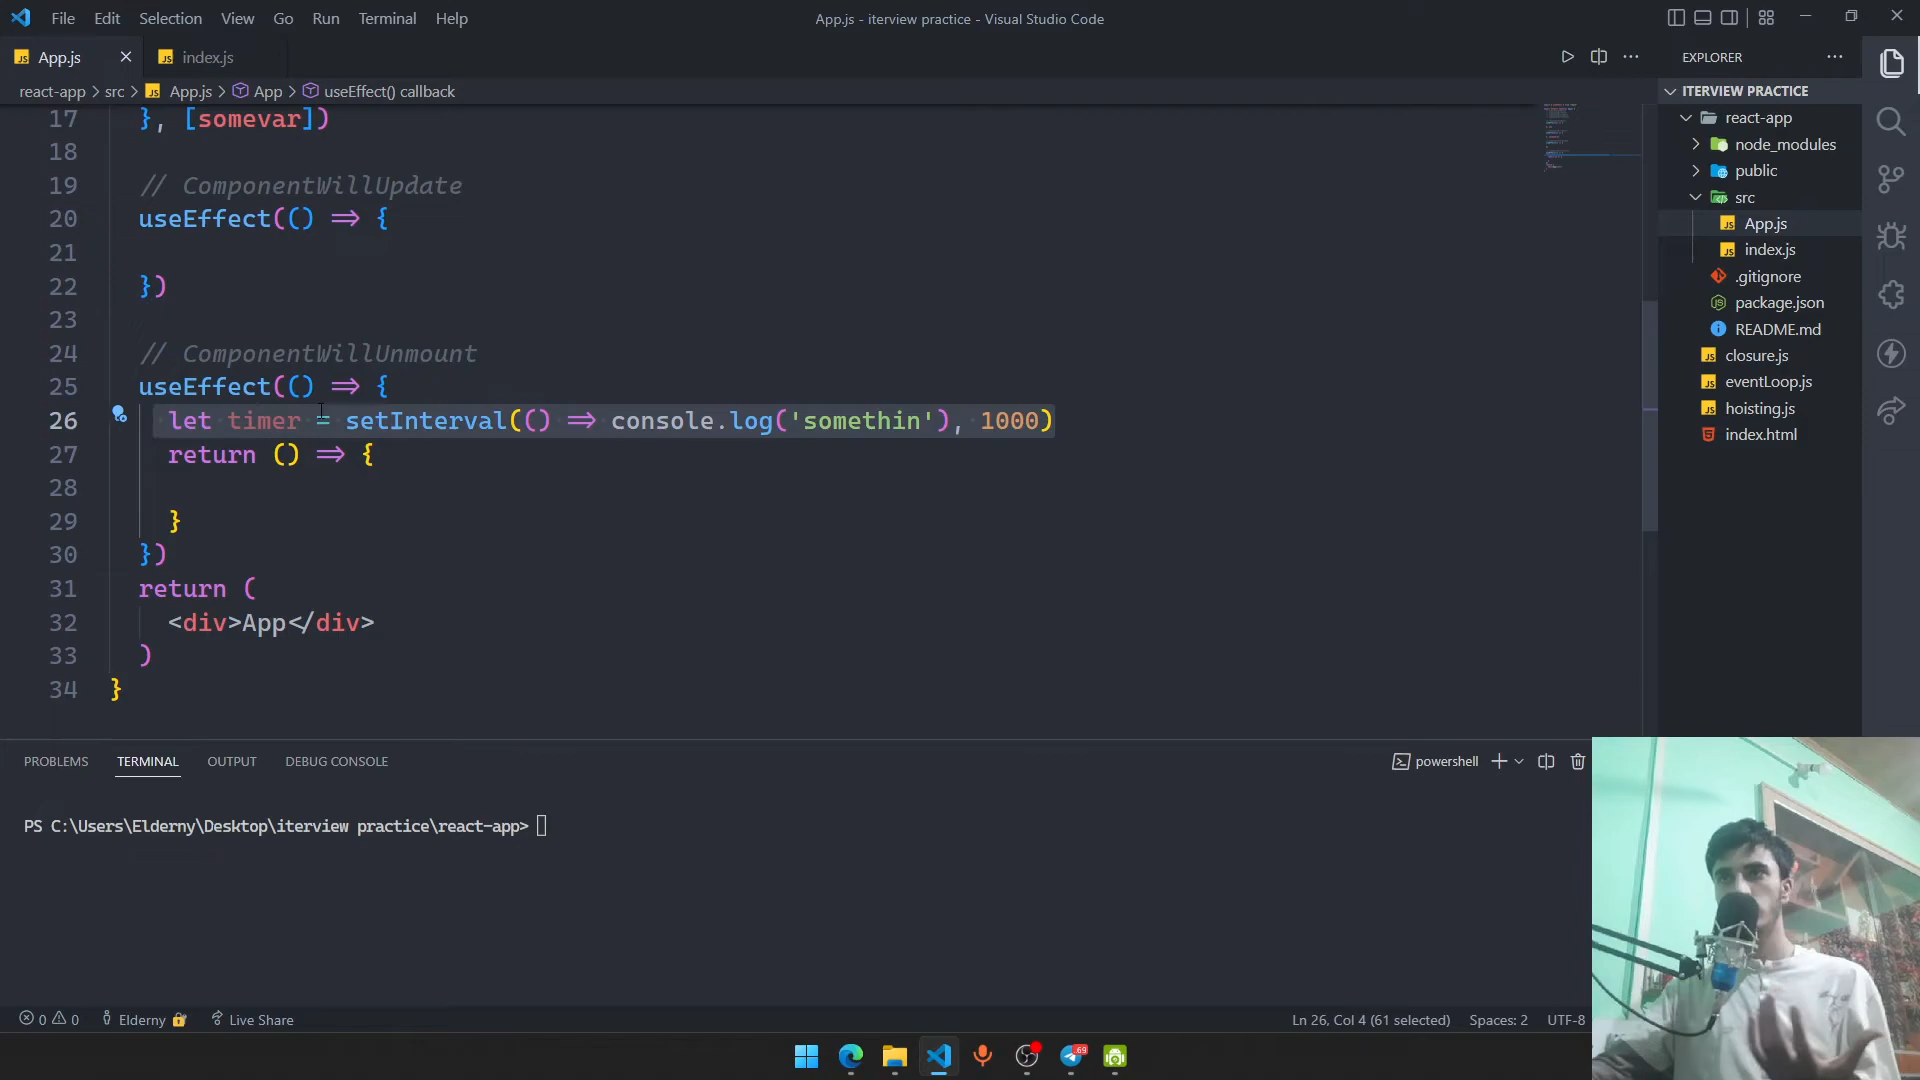 File Edit Selection View Go Run Terminal Help
App.js - iterview practice - Visual Studio Code
App.js
index.js
react-app > src > App.js > App > useEffect() callback
17 }, [somevar])
18
19 // ComponentWillUpdate
20 useEffect(() => {
21
22 })
23
24 // ComponentWillUnmount
25 useEffect(() => {
26 let timer = setInterval(() => console.log('somethin'), 1000)
27 return () => {
28
29 }
30 })
31 return (
32 <div>App</div>
33 )
34 }
EXPLORER
ITERVIEW PRACTICE
react-app
node_modules
public
src
App.js
index.js
.gitignore
package.json
README.md
closure.js
eventLoop.js
hoisting.js
index.html
PROBLEMS TERMINAL OUTPUT DEBUG CONSOLE
powershell
PS C:\Users\Elderny\Desktop\iterview practice\react-app>
0 0 Elderny Live Share
Ln 26, Col 4 (61 selected) Spaces: 2 UTF-8
69